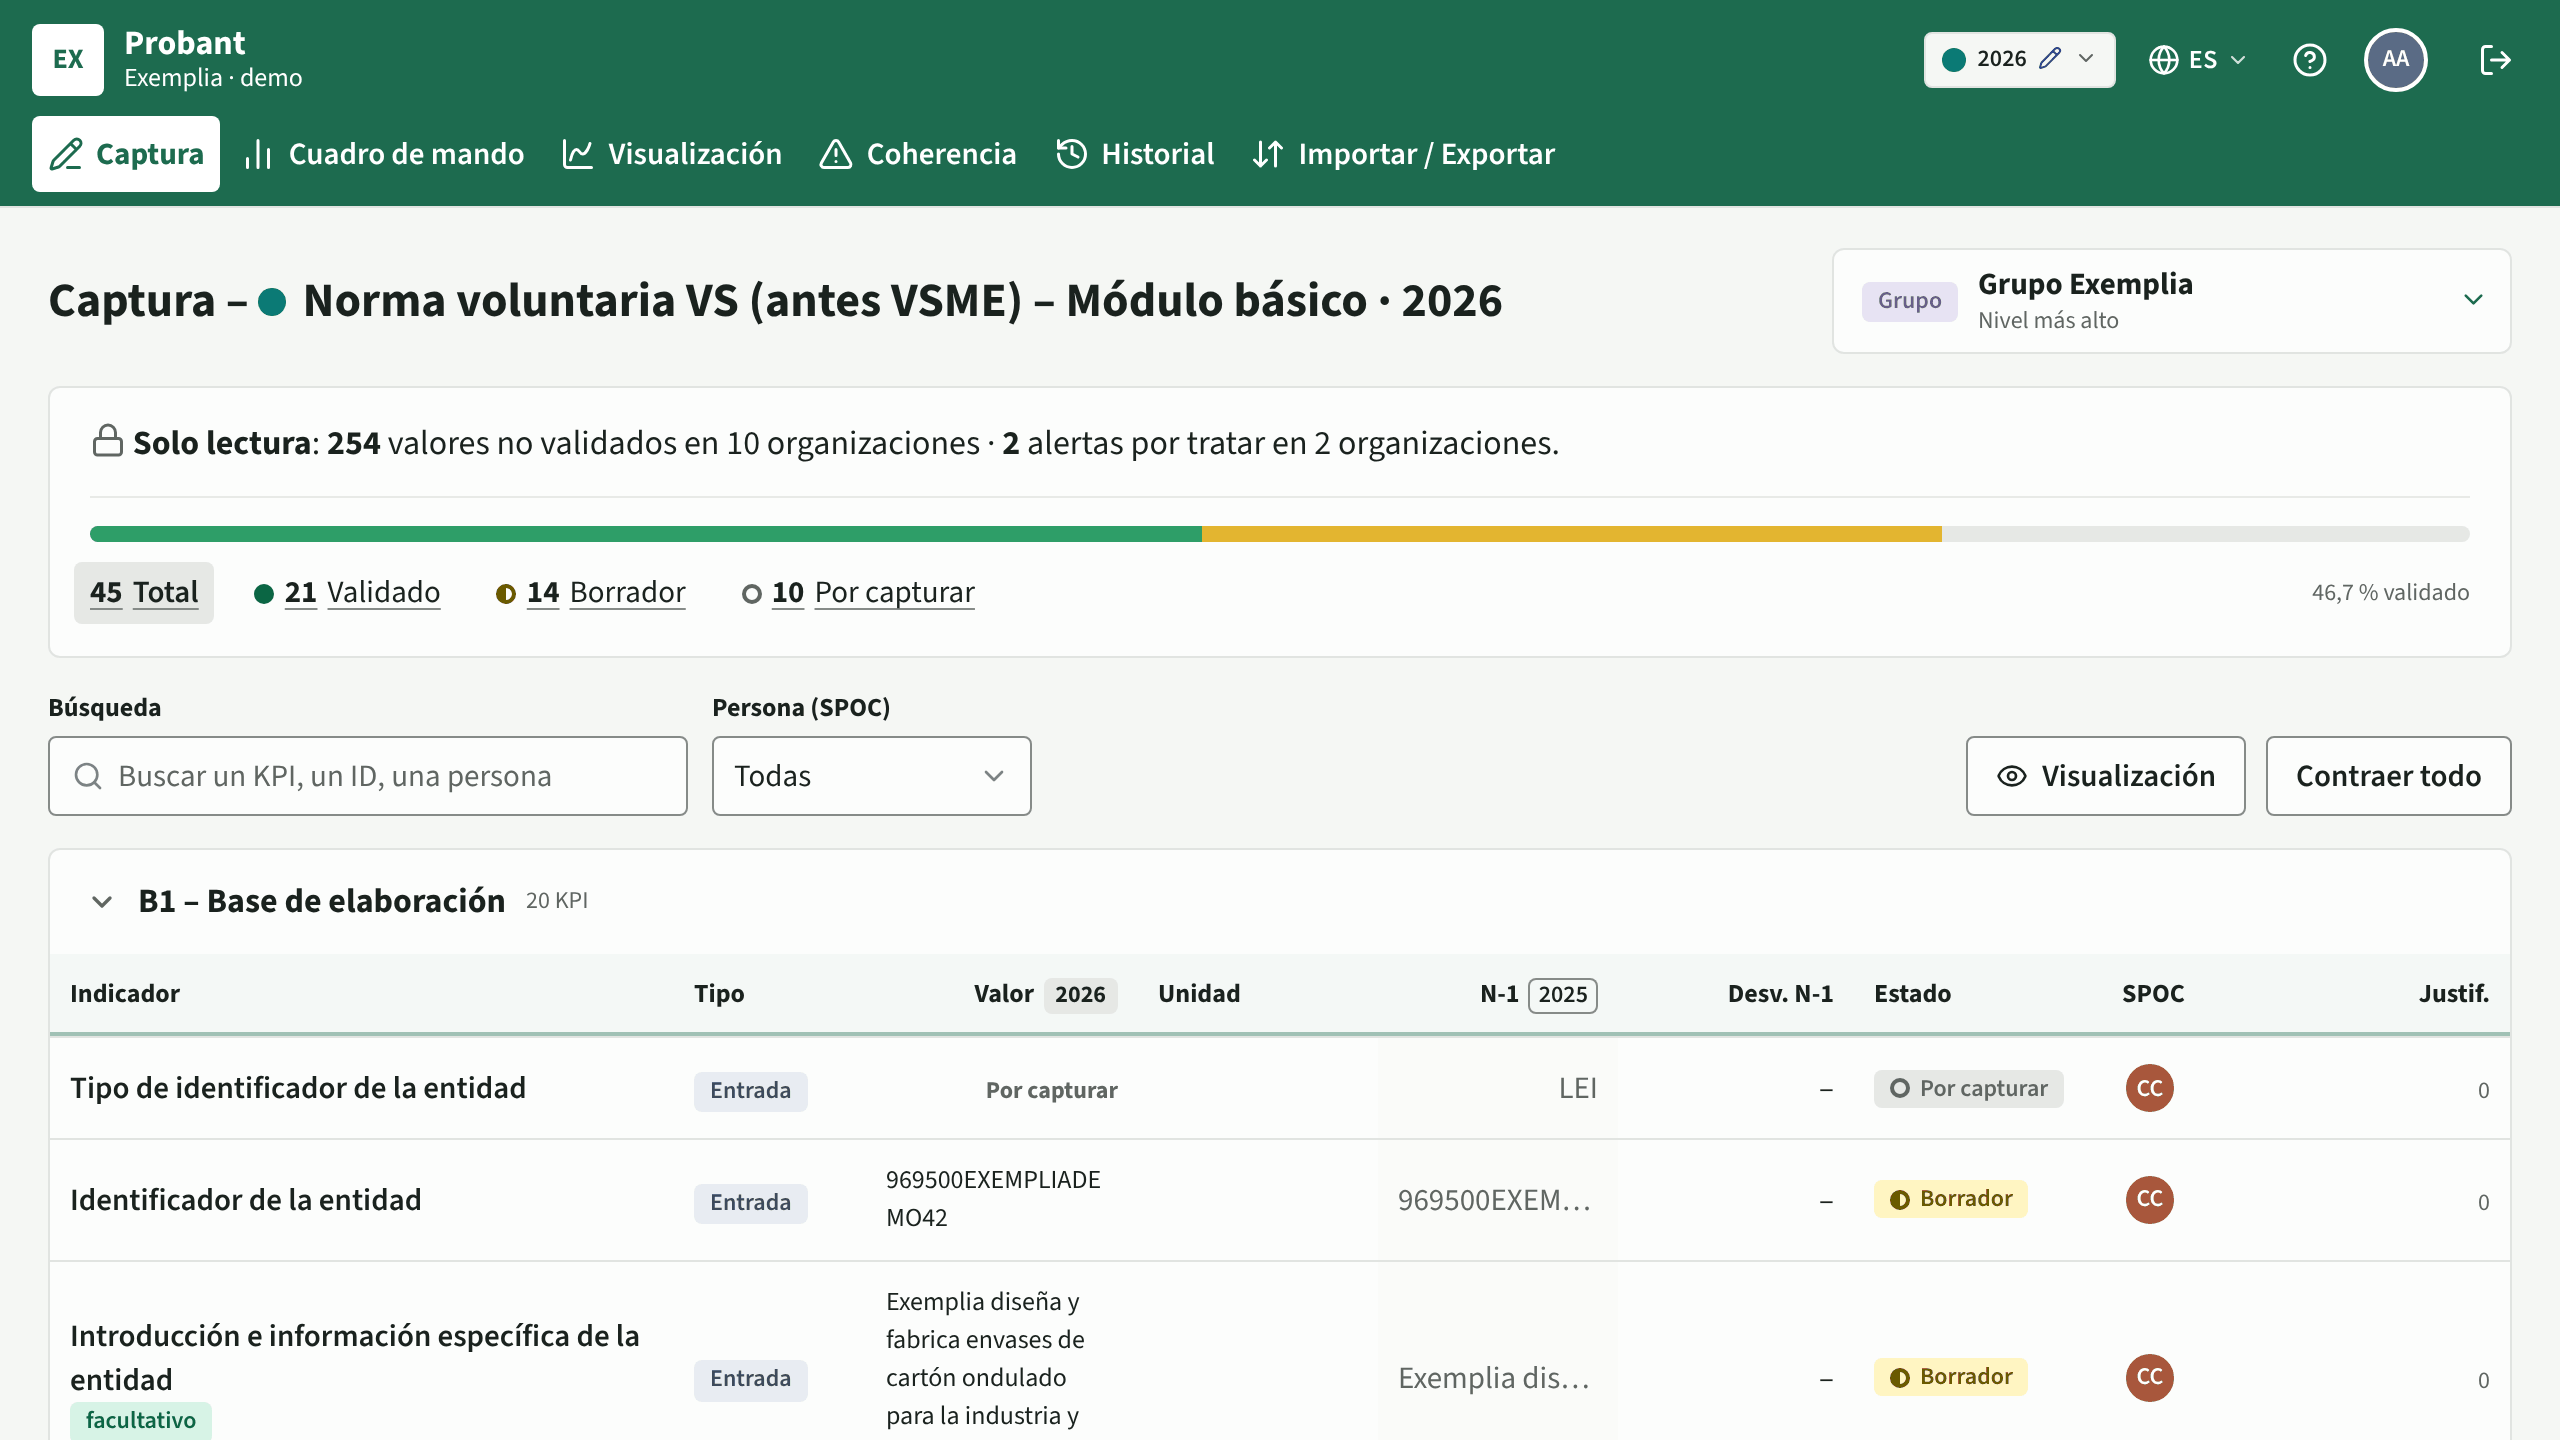 EX
Probant
Exemplia · demo
2026
ES
AA
Captura
Cuadro de mando
Visualización
Coherencia
Historial
Importar / Exportar
Captura – Norma voluntaria VS (antes VSME) – Módulo básico · 2026
Grupo
Grupo Exemplia
Nivel más alto
Solo lectura: 254 valores no validados en 10 organizaciones · 2 alertas por tratar en 2 organizaciones.
45 Total
21 Validado
14 Borrador
10 Por capturar
46,7 % validado
Búsqueda
Persona (SPOC)
Buscar un KPI, un ID, una persona
Todas
Visualización
Contraer todo
B1 – Base de elaboración 20 KPI
Indicador Tipo Valor 2026 Unidad N-1 2025 Desv. N-1 Estado SPOC Justif.
Tipo de identificador de la entidad Entrada Por capturar LEI – Por capturar CC 0
969500EXEMPLIADE
Identificador de la entidad Entrada 969500EXEM… – Borrador CC 0
MO42
Exemplia diseña y
Introducción e información específica de la
fabrica envases de
entidad Entrada cartón ondulado Exemplia dis… – Borrador CC 0
facultativo
para la industria y